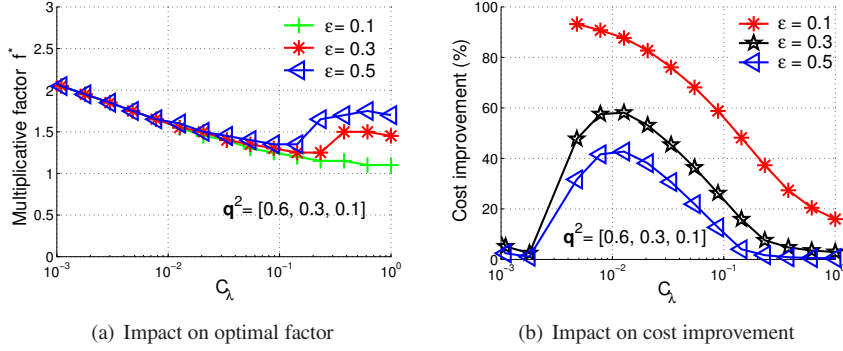 3
2.5
2
1.5
1
0.5
0
Multiplicative factor f*
ε = 0.1
ε = 0.3
ε = 0.5
q² = [0.6, 0.3, 0.1]
10⁻³ 10⁻² 10⁻¹ 10⁰
C_λ
(a) Impact on optimal factor
100
80
60
40
20
0
Cost improvement (%)
ε = 0.1
ε = 0.3
ε = 0.5
q² = [0.6, 0.3, 0.1]
10⁻³ 10⁻² 10⁻¹ 10⁰
C_λ
(b) Impact on cost improvement